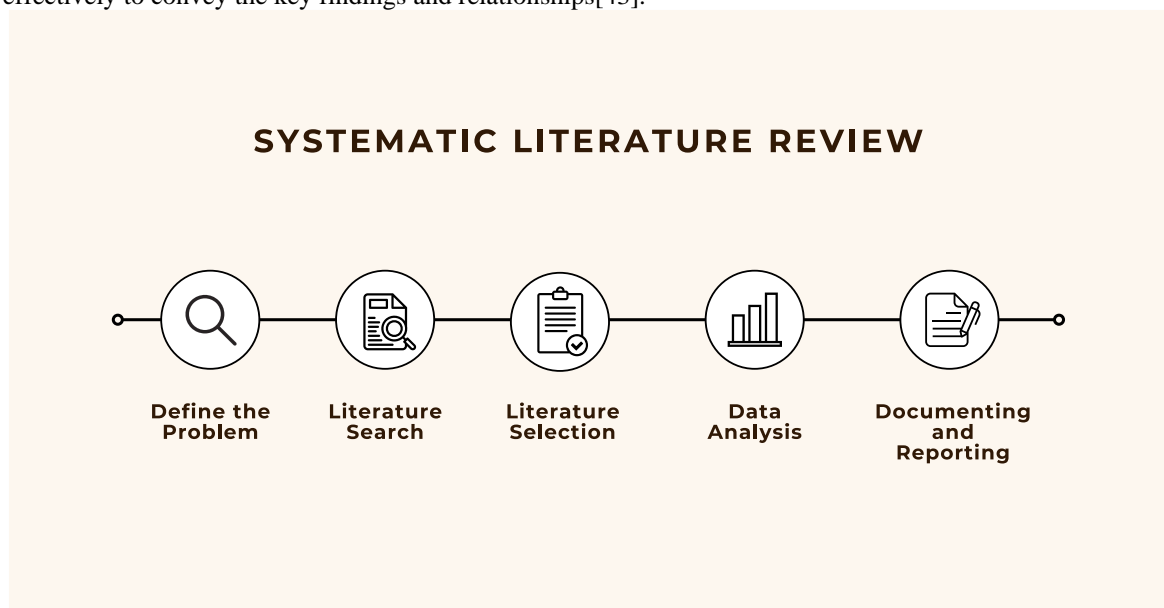 effectively to convey the key findings and relationships[43].
SYSTEMATIC LITERATURE REVIEW
Define the
Problem
Literature
Search
Literature
Selection
Data
Analysis
Documenting
and
Reporting